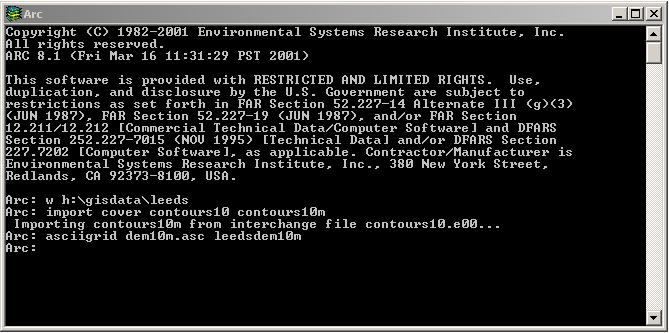 Arc
Copyright (C) 1982-2001 Environmental Systems Research Institute, Inc.
All rights reserved.
ARC 8.1 (Fri Mar 16 11:31:29 PST 2001)
This software is provided with RESTRICTED AND LIMITED RIGHTS.  Use,
duplication, and disclosure by the U.S. Government are subject to
restrictions as set forth in FAR Section 52.227-14 Alternate III (g)(3)
(JUN 1987), FAR Section 52.227-19 (JUN 1987), and/or FAR Section
12.211/12.212 [Commercial Technical Data/Computer Software] and DFARS
Section 252.227-7015 (NOV 1995) [Technical Data] and/or DFARS Section
227.7202 [Computer Software], as applicable. Contractor/Manufacturer is
Environmental Systems Research Institute, Inc., 380 New York Street,
Redlands, CA 92373-8100, USA.
Arc: w h:\gisdata\leeds
Arc: import cover contours10 contours10m
 Importing contours10m from interchange file contours10.e00...
Arc: asciigrid dem10m.asc leedsdem10m
Arc: